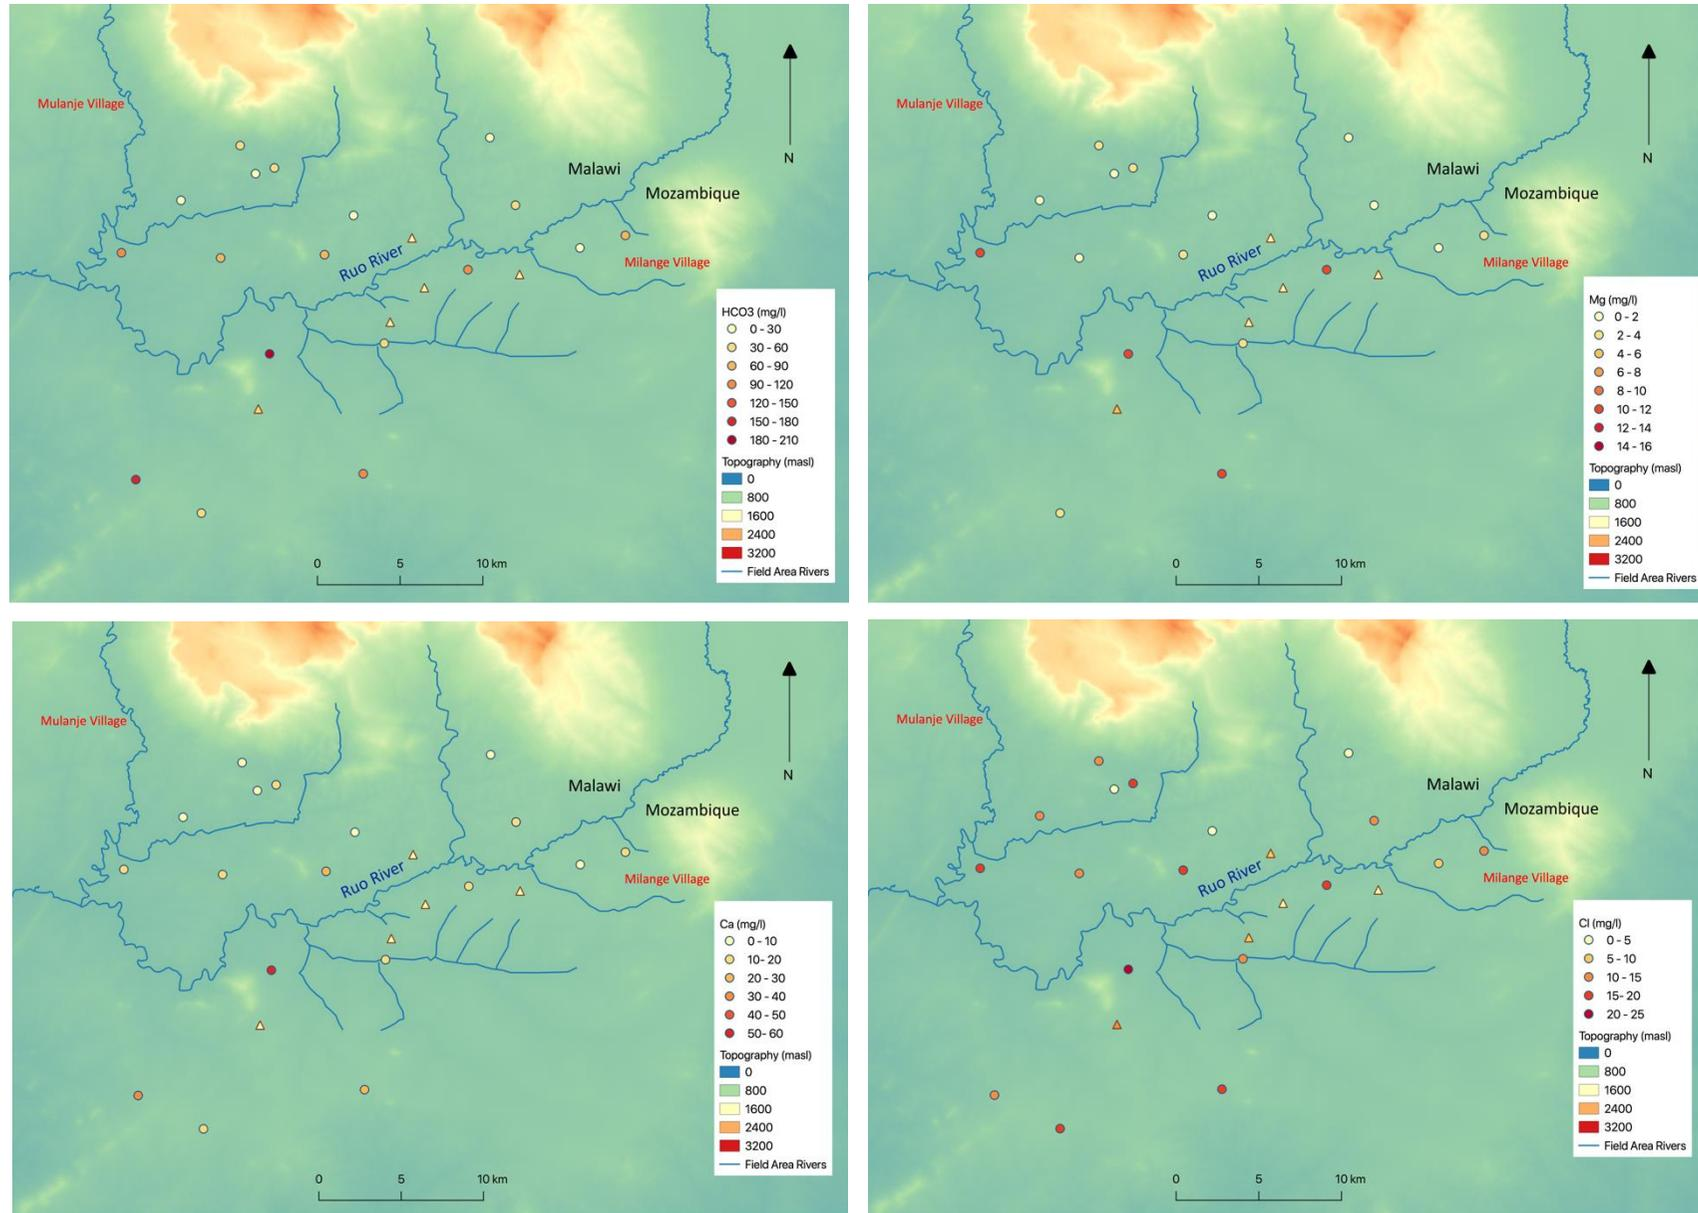 Mulanje Village
Malawi
Mozambique
N
Ruo River
Milange Village
HCO3 (mg/l)
0 - 30
30 - 60
60 - 90
90 - 120
120 - 150
150 - 180
180 - 210
Topography (masl)
0
800
1600
2400
3200
Field Area Rivers
0 5 10 km
Mulanje Village
Malawi
Mozambique
N
Ruo River
Milange Village
Mg (mg/l)
0 - 2
2 - 4
4 - 6
6 - 8
8 - 10
10 - 12
12 - 14
14 - 16
Topography (masl)
0
800
1600
2400
3200
Field Area Rivers
0 5 10 km
Mulanje Village
Malawi
Mozambique
N
Ruo River
Milange Village
Ca (mg/l)
0 - 10
10 - 20
20 - 30
30 - 40
40 - 50
50 - 60
Topography (masl)
0
800
1600
2400
3200
Field Area Rivers
0 5 10 km
Mulanje Village
Malawi
Mozambique
N
Ruo River
Milange Village
Cl (mg/l)
0 - 5
5 - 10
10 - 15
15 - 20
20 - 25
Topography (masl)
0
800
1600
2400
3200
Field Area Rivers
0 5 10 km